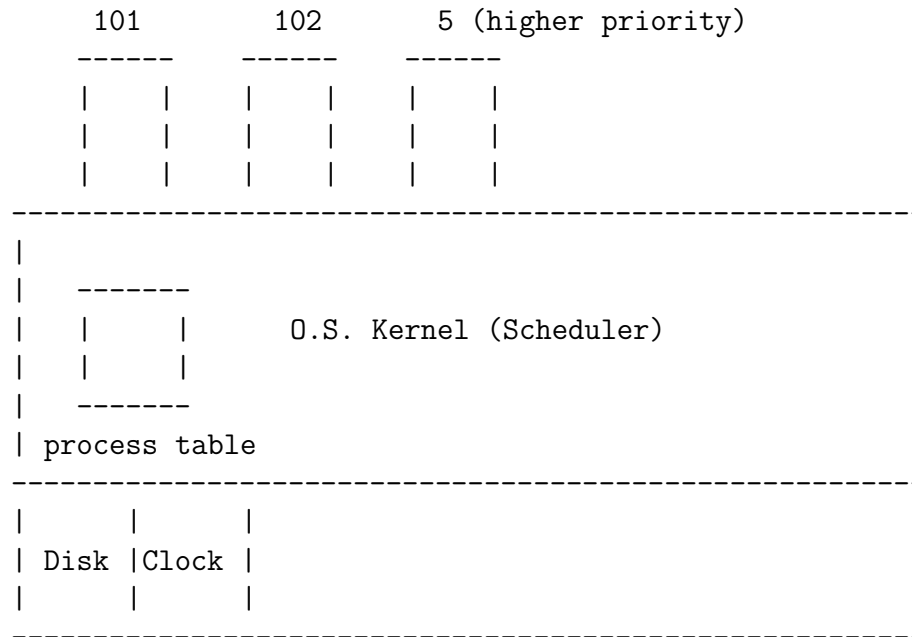 101 102 5 (higher priority)
O.S. Kernel (Scheduler)
process table
Disk Clock